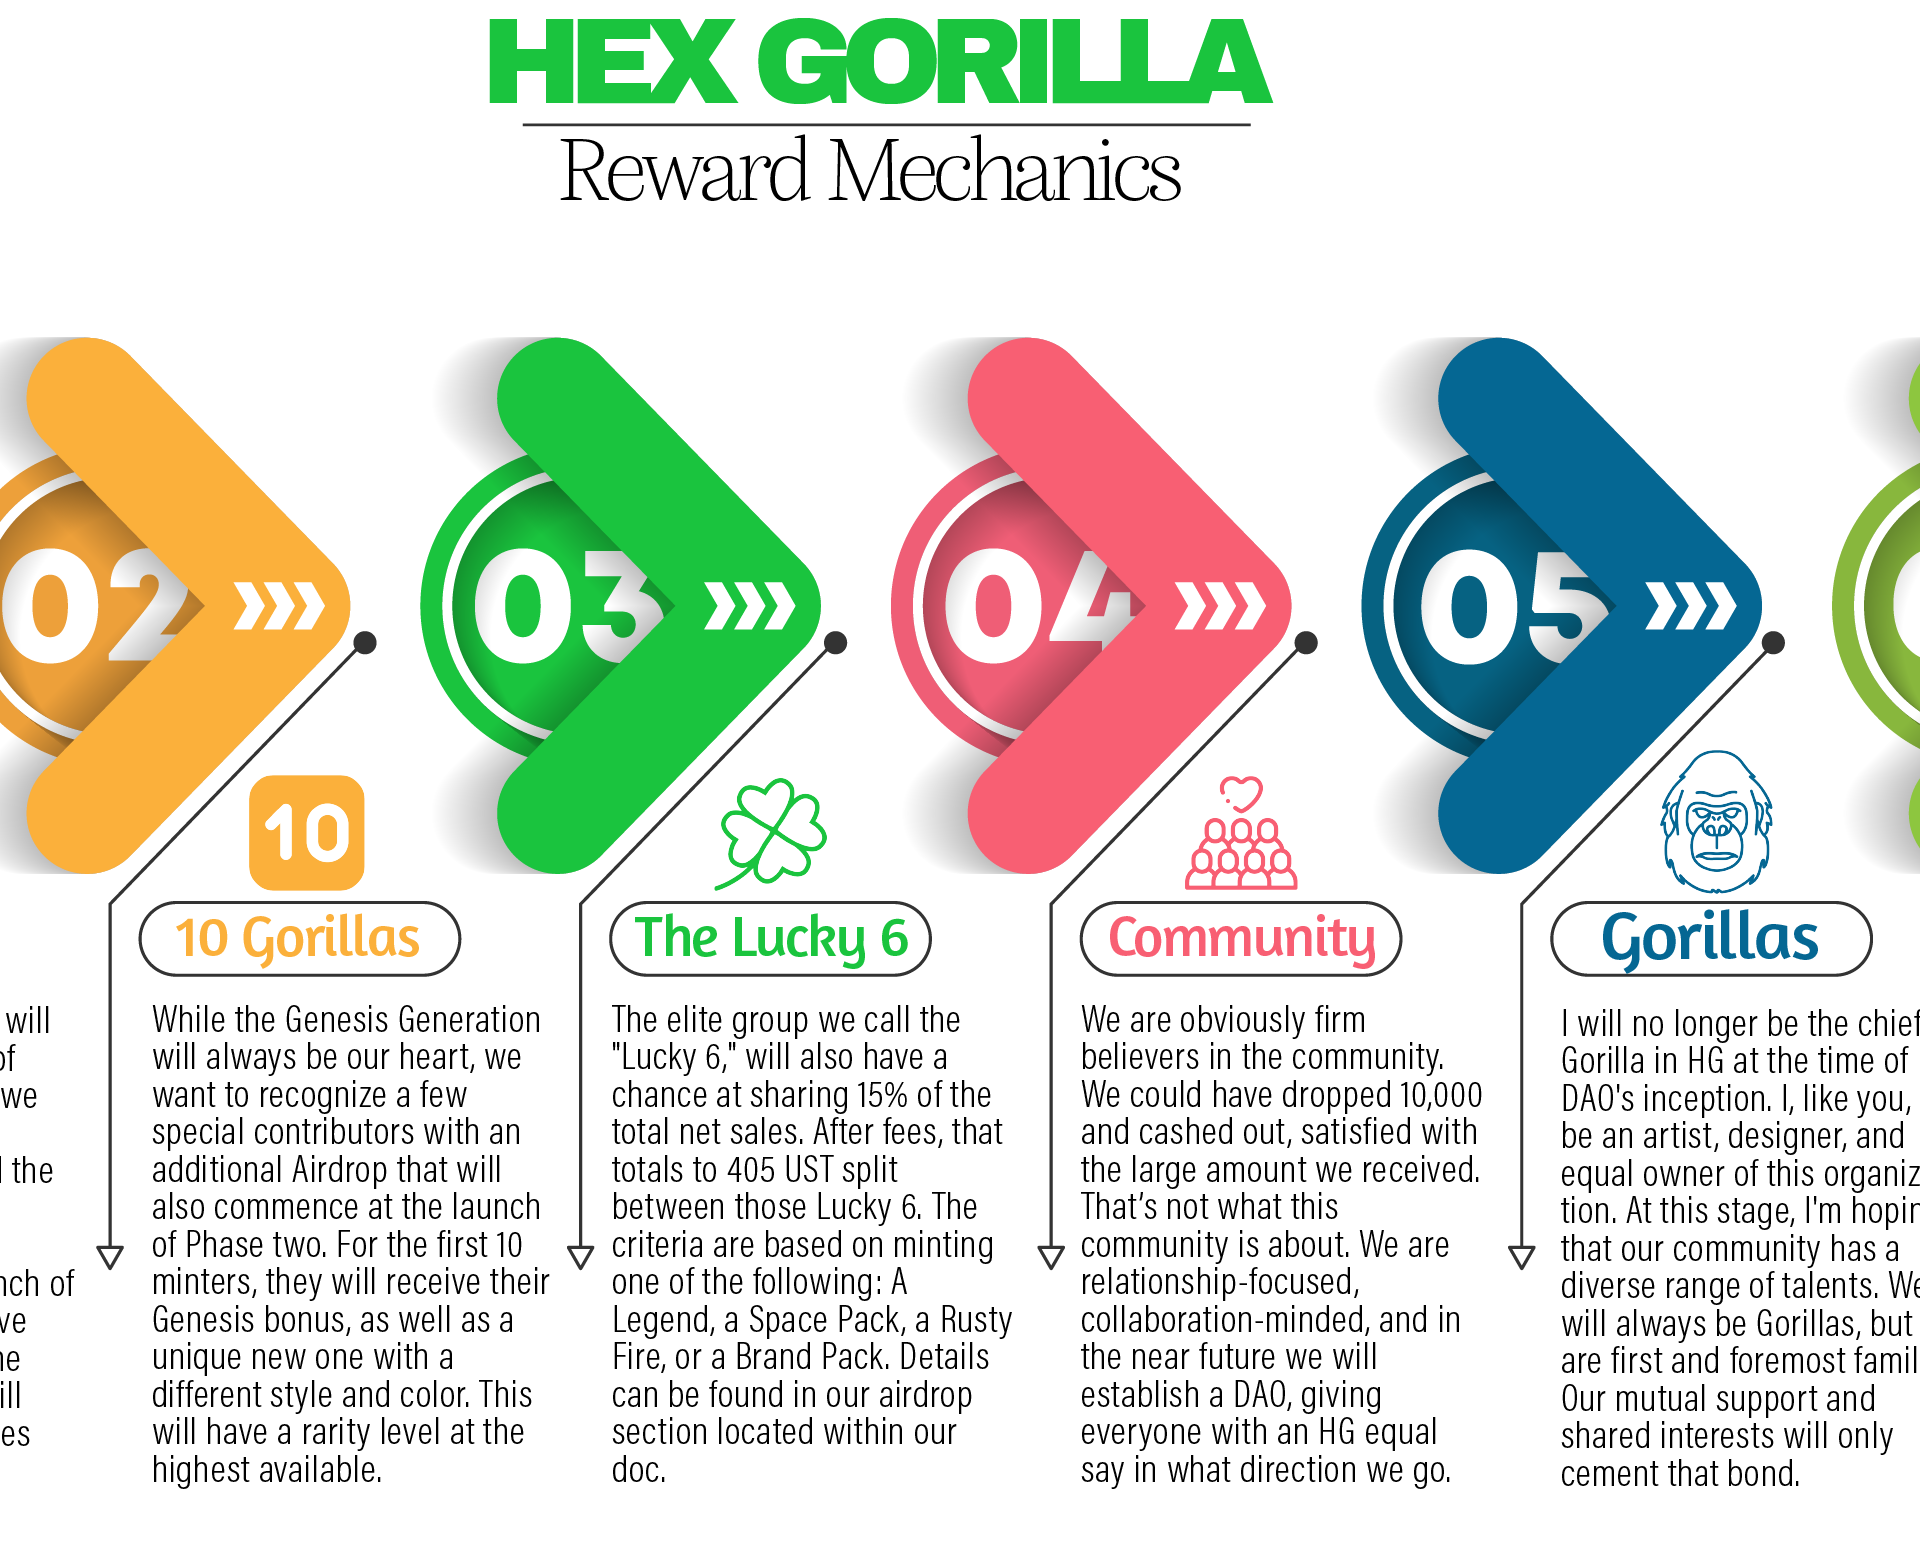 HEX GORILLA
Reward Mechanics
02
03
04
05
10
10 Gorillas
The Lucky 6
Community
Gorillas
will
of
we
the
nch of
ve
ill
es
While the Genesis Generation
will always be our heart, we
want to recognize a few
special contributors with an
additional Airdrop that will
also commence at the launch
of Phase two. For the first 10
minters, they will receive their
Genesis bonus, as well as a
unique new one with a
different style and color. This
will have a rarity level at the
highest available.
The elite group we call the
"Lucky 6," will also have a
chance at sharing 15% of the
total net sales. After fees, that
totals to 405 UST split
between those Lucky 6. The
criteria are based on minting
one of the following: A
Legend, a Space Pack, a Rusty
Fire, or a Brand Pack. Details
can be found in our airdrop
section located within our
doc.
We are obviously firm
believers in the community.
We could have dropped 10,000
and cashed out, satisfied with
the large amount we received.
That's not what this
community is about. We are
relationship-focused,
collaboration-minded, and in
the near future we will
establish a DAO, giving
everyone with an HG equal
say in what direction we go.
I will no longer be the chief
Gorilla in HG at the time of
DAO's inception. I, like you,
be an artist, designer, and
equal owner of this organiz
tion. At this stage, I'm hopin
that our community has a
diverse range of talents. We
will always be Gorillas, but
are first and foremost famil
Our mutual support and
shared interests will only
cement that bond.